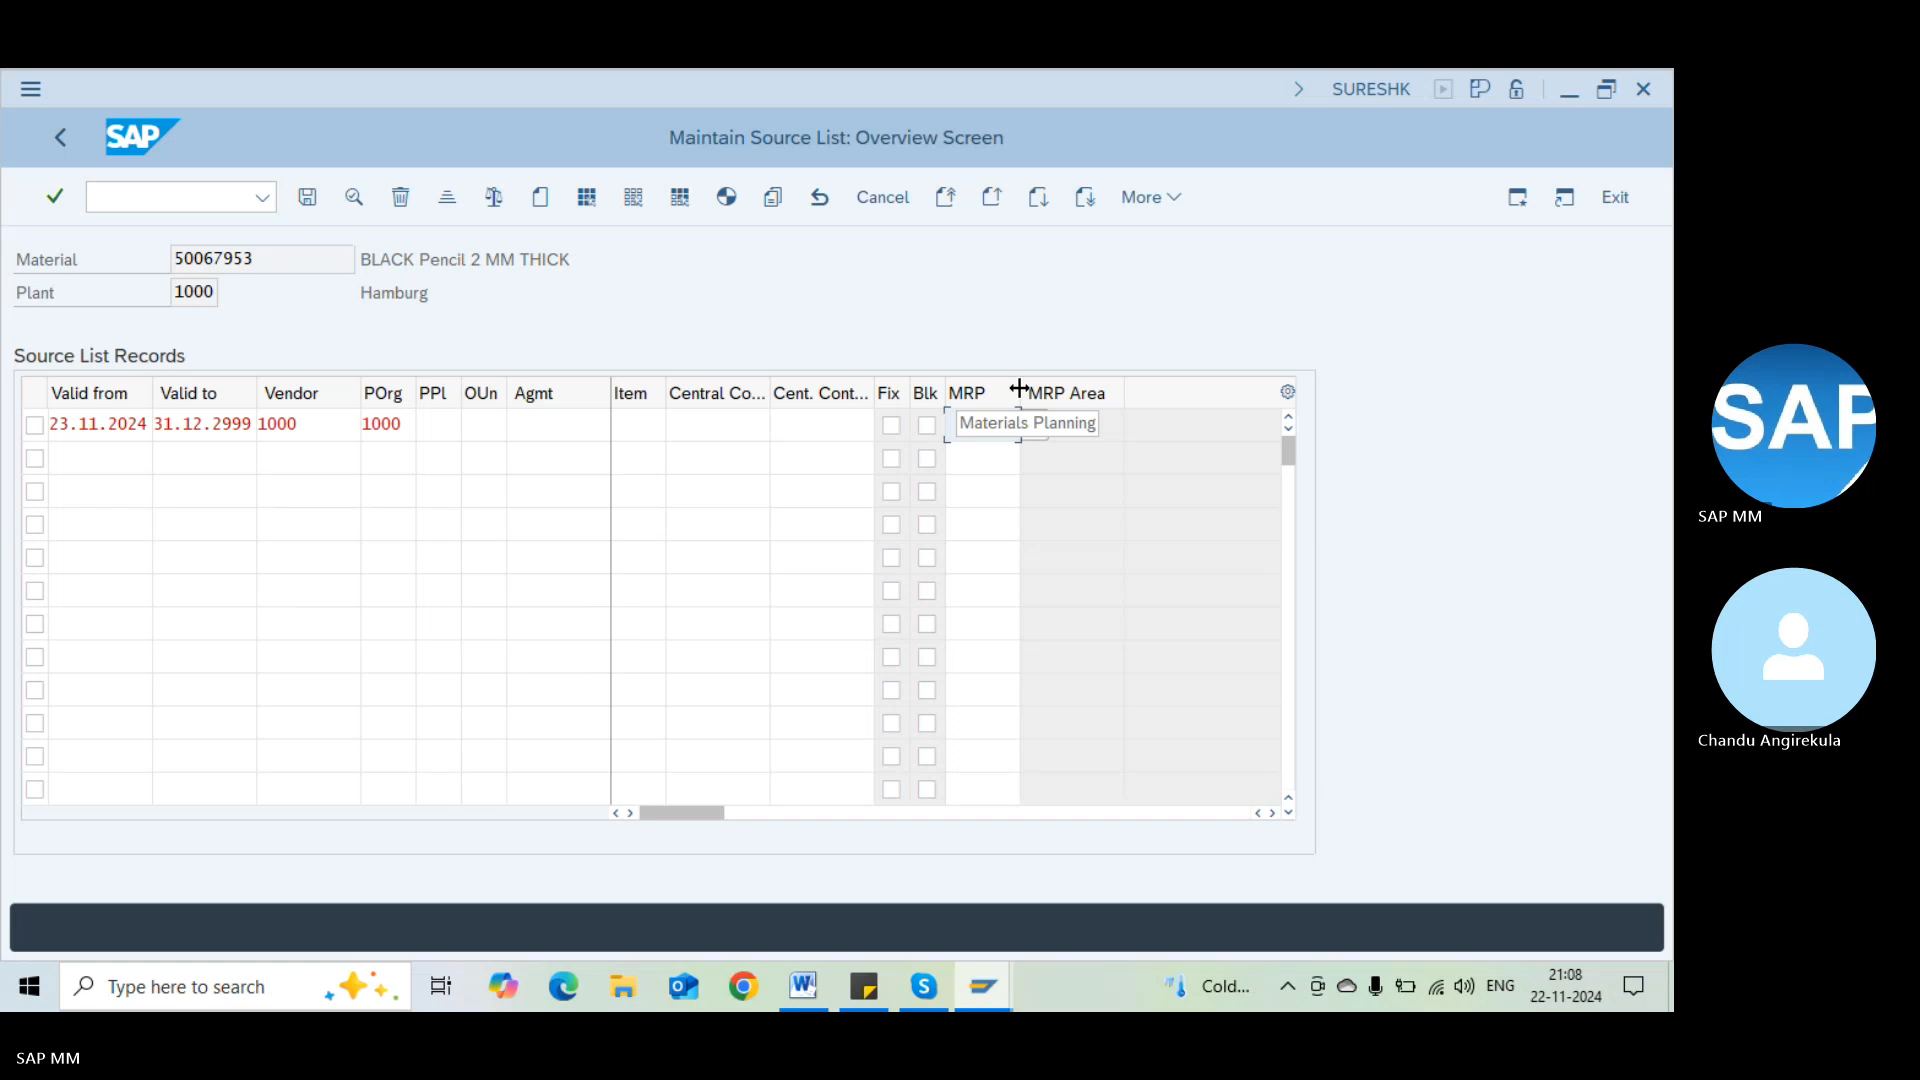 SURESHK
SAP
Maintain Source List: Overview Screen
Cancel
More
Exit
Material 50067953 BLACK Pencil 2 MM THICK
Plant 1000 Hamburg
Source List Records
Valid from Valid to Vendor POrg PPl OUn Agmt Item Central Co... Cent. Cont... Fix Blk MRP MRP Area
23.11.2024 31.12.2999 1000 1000
Materials Planning
SAP
SAP MM
Chandu Angirekula
Type here to search
Cold...
ENG
21:08
22-11-2024
SAP MM